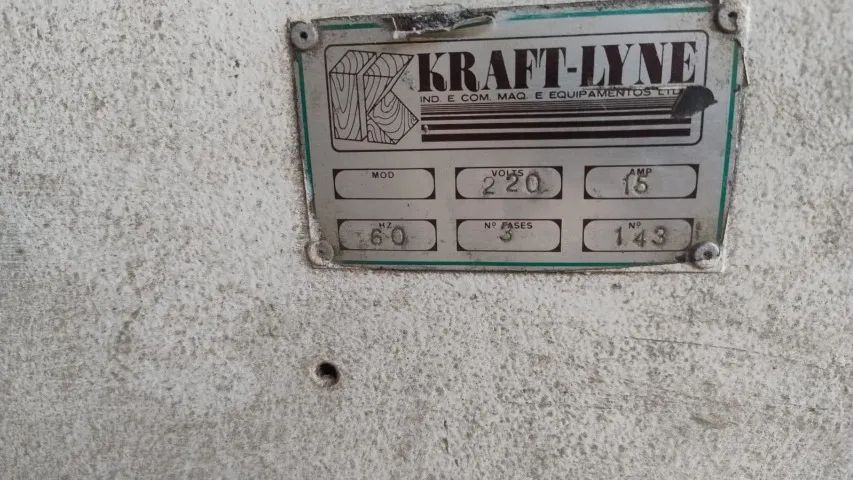 KRAFT-LYNE
IND. E COM. MAQ. E EQUIPAMENTOS
MOD
VOLTS
220
AMP
15
HZ
60
Nº FASES
3
Nº
143